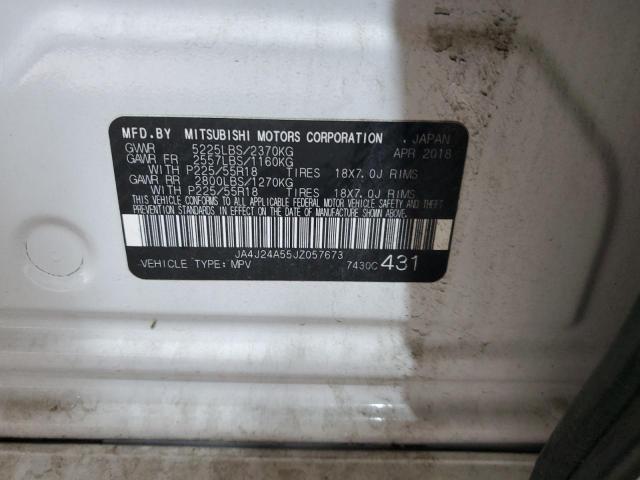 MFD.BY MITSUBISHI MOTORS CORPORATION . JAPAN
GVWR 5225LBS/2370KG APR 2018
GAWR FR 2557LBS/1160KG
WITH P225/55R18 TIRES 18X7.0J RIMS
GAWR RR 2800LBS/1270KG
WITH P225/55R18 TIRES 18X7.0J RIMS
THIS VEHICLE CONFORMS TO ALL APPLICABLE FEDERAL MOTOR VEHICLE SAFETY AND THEFT
PREVENTION STANDARDS IN EFFECT ON THE DATE OF MANUFACTURE SHOWN ABOVE.
JA4J24A55JZ057673
VEHICLE TYPE: MPV 7430C 431